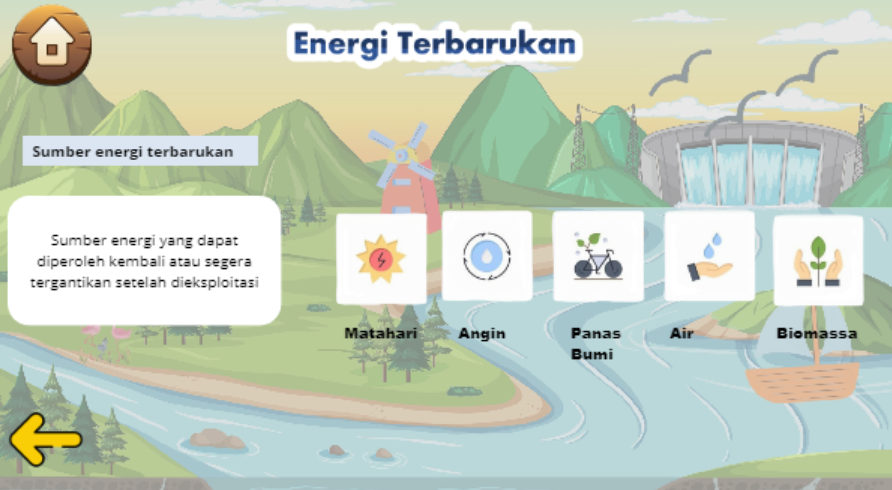 Energi Terbarukan
Sumber energi terbarukan
Sumber energi yang dapat
diperoleh kembali atau segera
tergantikan setelah dieksploitasi
Matahari
Angin
Panas
Bumi
Air
Biomassa